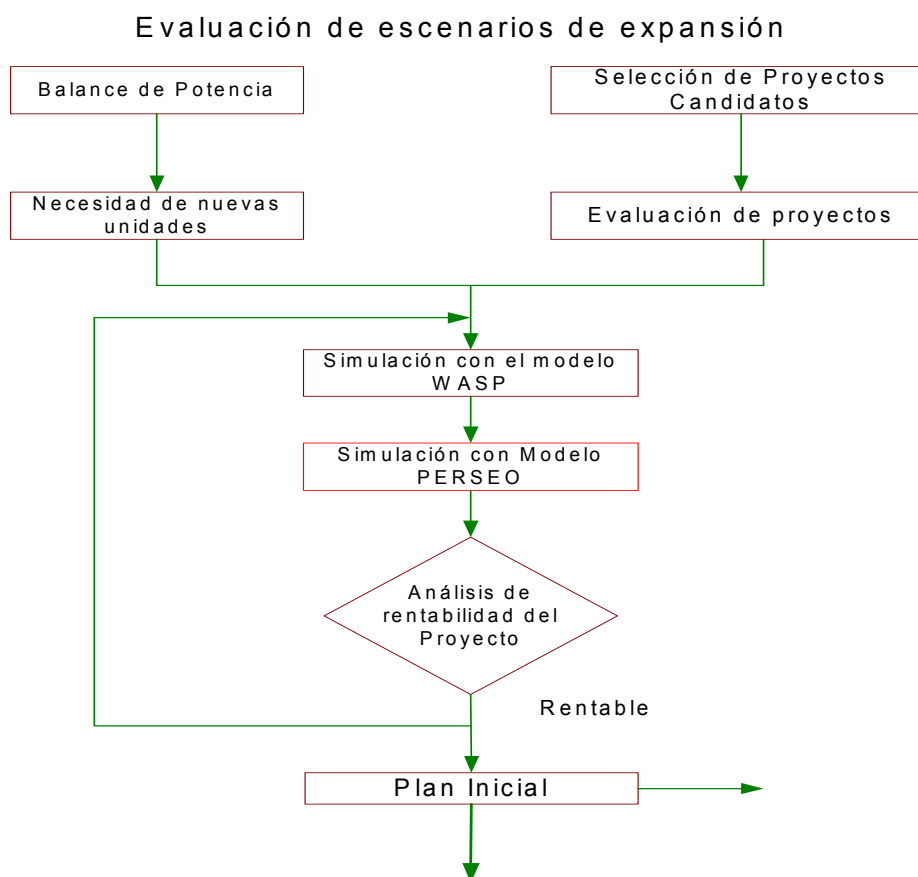 Evaluación de escenarios de expansión
Balance de Potencia
Selección de Proyectos
Candidatos
Necesidad de nuevas
unidades
Evaluación de proyectos
Simulación con el modelo
WASP
Simulación con Modelo
PERSEO
Análisis de
rentabilidad del
Proyecto
Rentable
Plan Inicial